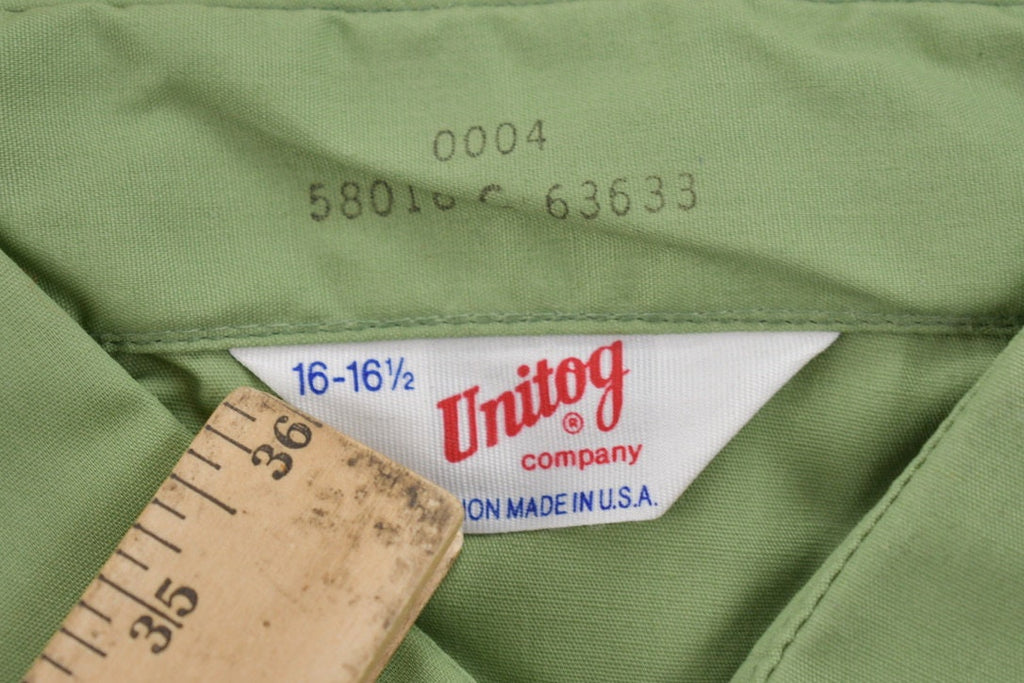 0004
63633
16-16½
Unitog
®
company
MADE IN U.S.A.
36
35